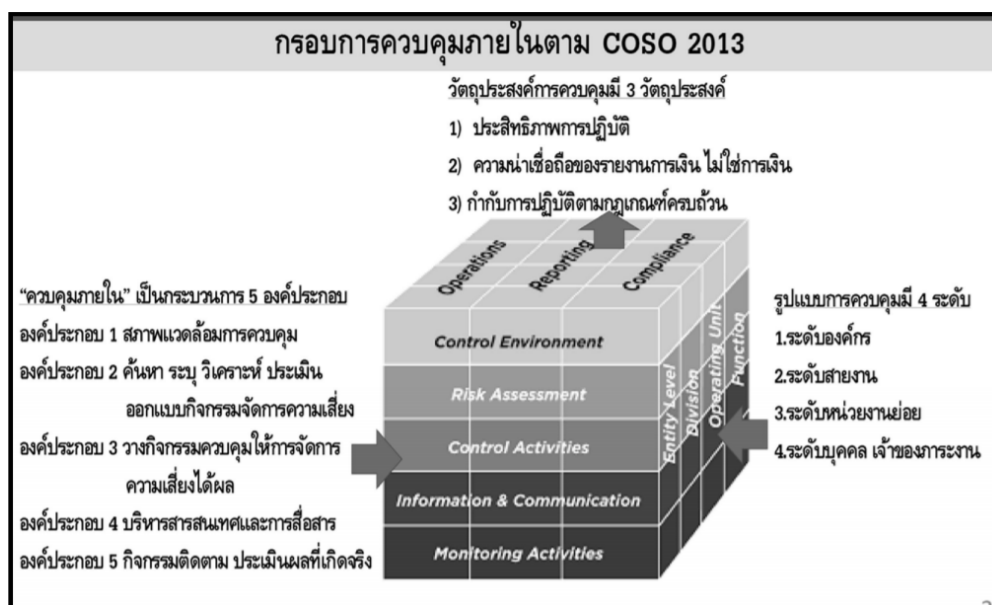 กรอบการควบคุมภายในตาม COSO 2013
วัตถุประสงค์การควบคุมมี 3 วัตถุประสงค์
1) ประสิทธิภาพการปฏิบัติ
2) ความน่าเชื่อถือของรายงานการเงิน ไม่ใช่การเงิน
3) กำกับการปฏิบัติตามกฎเกณฑ์ครบถ้วน
"ควบคุมภายใน" เป็นกระบวนการ 5 องค์ประกอบ
องค์ประกอบ 1 สภาพแวดล้อมการควบคุม
องค์ประกอบ 2 ค้นหา ระบุ วิเคราะห์ ประเมิน
ออกแบบกิจกรรมจัดการความเสี่ยง
องค์ประกอบ 3 วางกิจกรรมควบคุมให้การจัดการ
ความเสี่ยงได้ผล
องค์ประกอบ 4 บริหารสารสนเทศและการสื่อสาร
องค์ประกอบ 5 กิจกรรมติดตาม ประเมินผลที่เกิดจริง
Operations
Reporting
Compliance
Control Environment
Risk Assessment
Control Activities
Information & Communication
Monitoring Activities
Entity Level
Division
Operating Unit
Function
รูปแบบการควบคุมมี 4 ระดับ
1.ระดับองค์กร
2.ระดับสายงาน
3.ระดับหน่วยงานย่อย
4.ระดับบุคคล เจ้าของภาระงาน